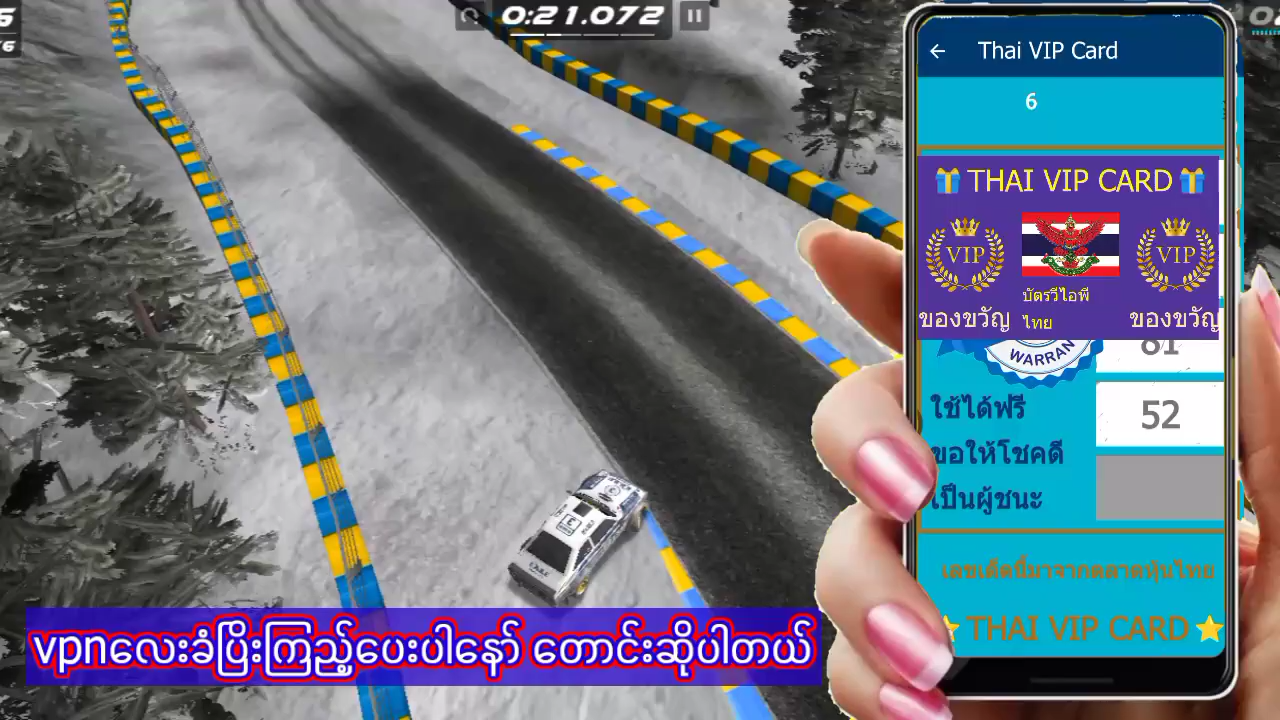 0:21.072
Thai VIP Card
6
THAI VIP CARD
VIP
VIP
บัตรวีไอพี
ไทย
ของขวัญ
ของขวัญ
WARRAN
61
ใช้ได้ฟรี
52
ขอให้โชคดี
เป็นผู้ชนะ
เลขเด็ดนี้มาจากตลาดหุ้นไทย
THAI VIP CARD
vpnလေးခံပြီးကြည့်ပေးပါနော် တောင်းဆိုပါတယ်